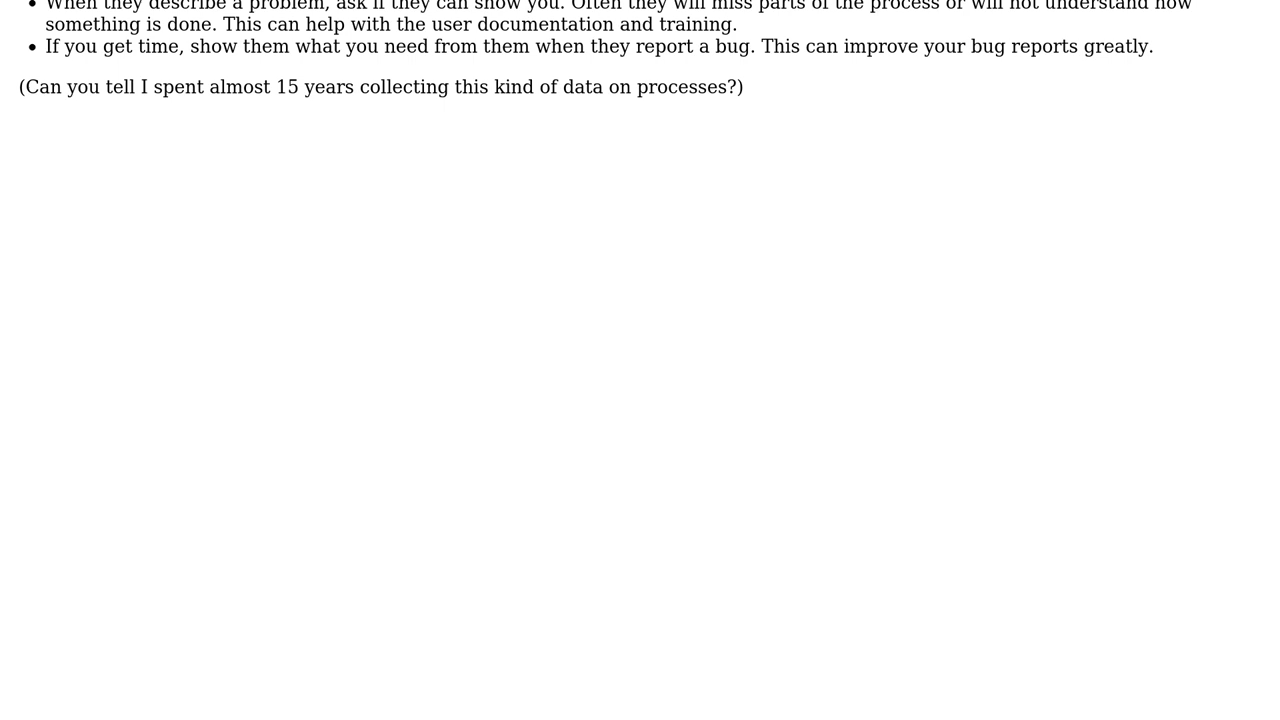 When they describe a problem, ask if they can show you. Often they will miss parts of the process or will not understand how
something is done. This can help with the user documentation and training.
If you get time, show them what you need from them when they report a bug. This can improve your bug reports greatly.
(Can you tell I spent almost 15 years collecting this kind of data on processes?)